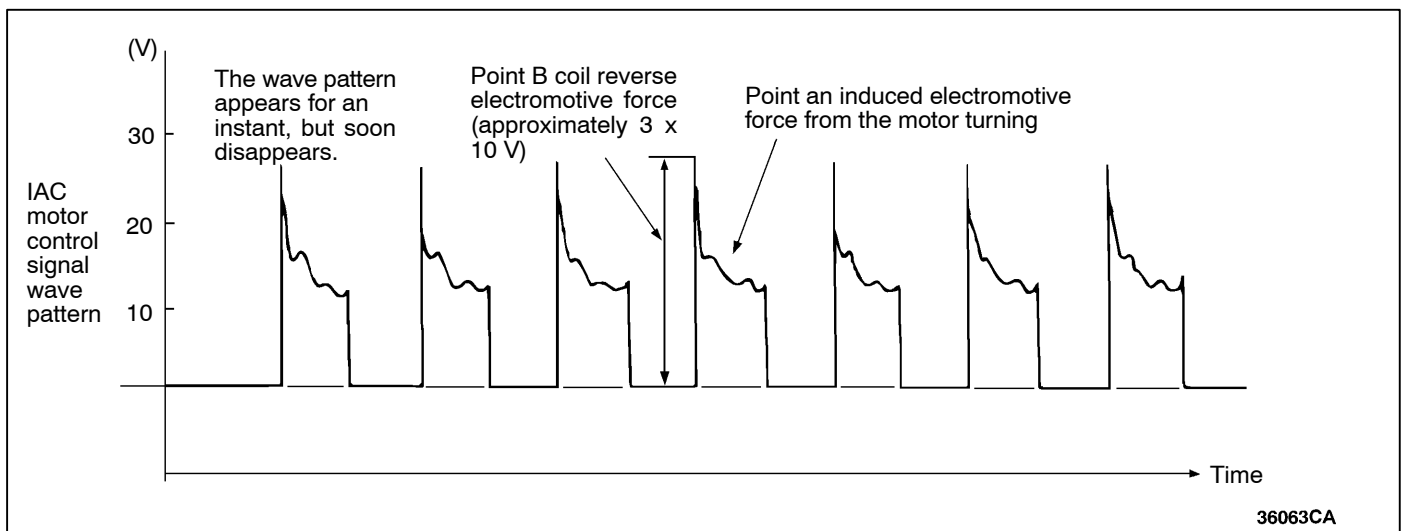 (V)
30
20
10
IAC
motor
control
signal
wave
pattern
The wave pattern
appears for an
instant, but soon
disappears.
Point B coil reverse
electromotive force
(approximately 3 x
10 V)
Point an induced electromotive
force from the motor turning
Time
36063CA